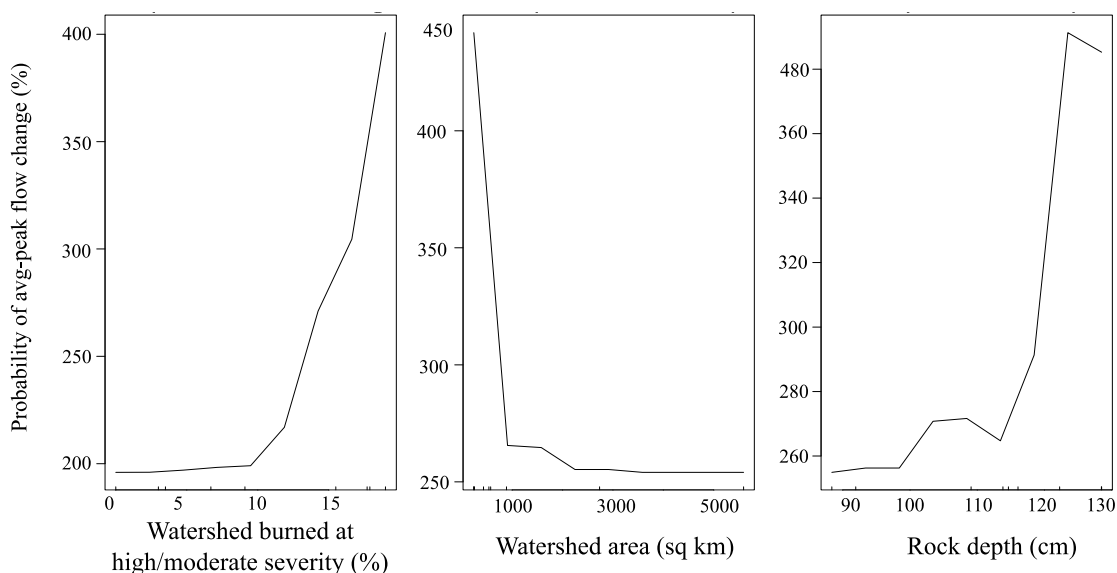 Probability of avg-peak flow change (%)
400
350
300
250
200
0 5 10 15
Watershed burned at
high/moderate severity (%)
450
400
350
300
250
1000 3000 5000
Watershed area (sq km)
480
360
340
320
300
280
260
90 100 110 120 130
Rock depth (cm)